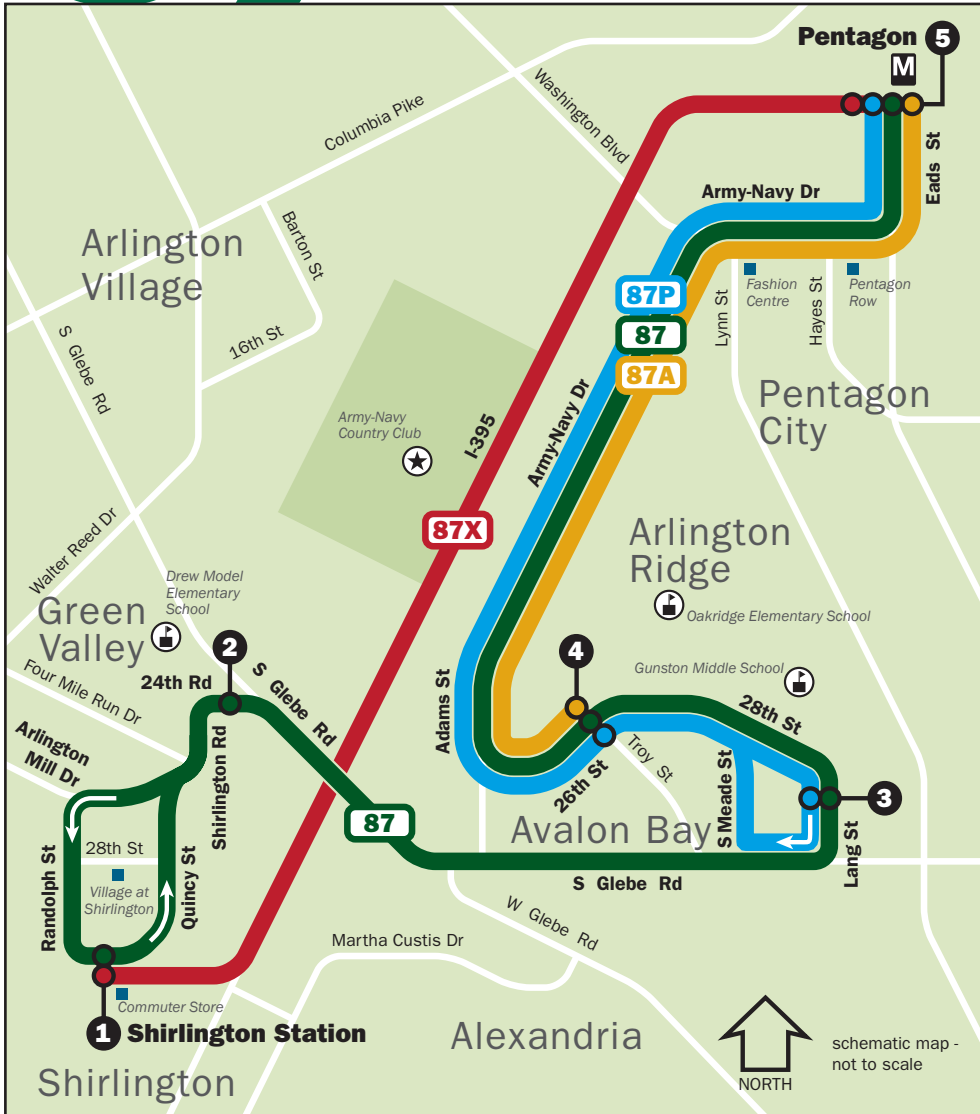 Pentagon 5
M
Washington Blvd
Columbia Pike
Eads St
Army-Navy Dr
Barton St
Arlington
Village
Fashion
Centre
Pentagon
Row
87P
87
87A
Lynn St
Hayes St
S Glebe Rd
16th St
Army-Navy
Country Club
I-395
Army-Navy Dr
Pentagon
City
87X
Walter Reed Dr
Arlington
Ridge
Drew Model
Elementary
School
Green
Valley
Oakridge Elementary School
2
4
Gunston Middle School
24th Rd
S Glebe Rd
Four Mile Run Dr
Adams St
28th St
Arlington
Mill Dr
Shirlington Rd
26th St
Troy St
S Meade St
3
87
Avalon Bay
Lang St
28th St
Randolph St
Quincy St
Village at
Shirlington
S Glebe Rd
W Glebe Rd
Martha Custis Dr
Commuter Store
1 Shirlington Station
Alexandria
Shirlington
NORTH
schematic map -
not to scale